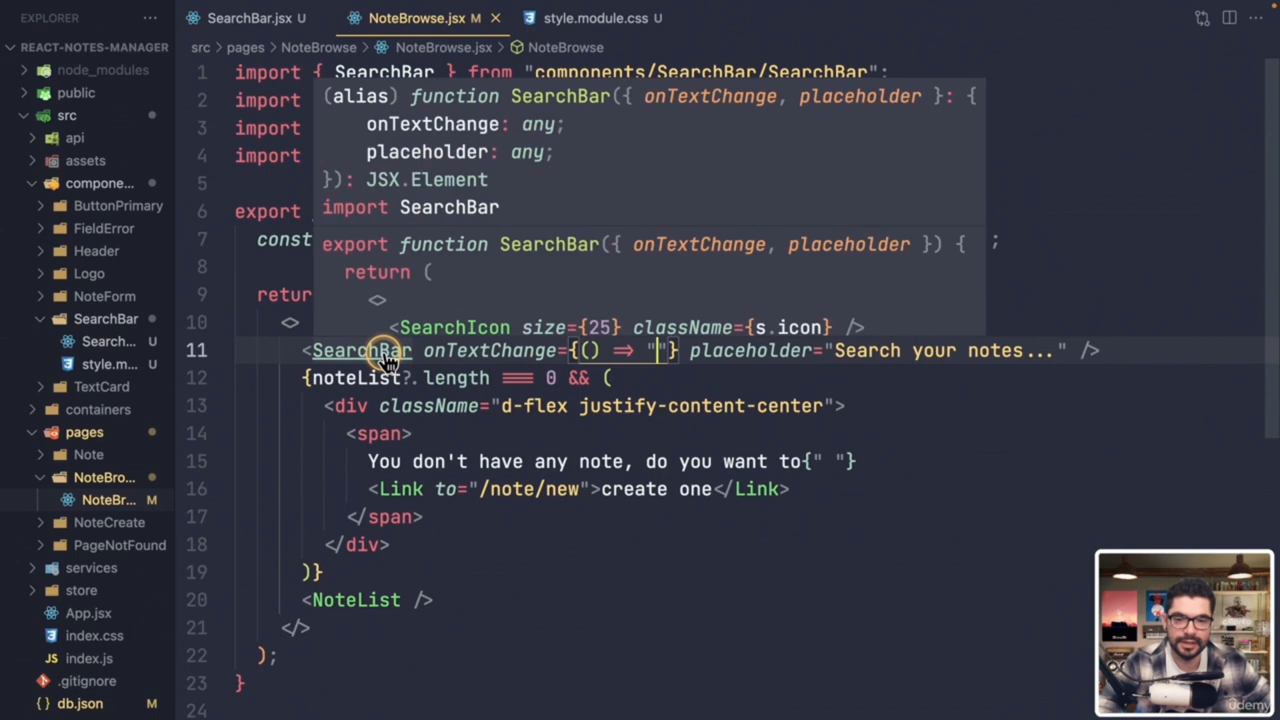 EXPLORER
SearchBar.jsx U
NoteBrowse.jsx M
style.module.css U
REACT-NOTES-MANAGER
src > pages > NoteBrowse > NoteBrowse.jsx > NoteBrowse
node_modules
public
src
api
assets
compone...
ButtonPrimary
FieldError
Header
Logo
NoteForm
SearchBar
Search... U
style.m... U
TextCard
containers
pages
Note
NoteBro...
NoteBr... M
NoteCreate
PageNotFound
services
store
App.jsx
index.css
index.js
.gitignore
db.json M
1 import { SearchBar } from "components/SearchBar/SearchBar";
2 import
3 import
4 import
5
6 export
7 const ;
8
9 return
10 <>
11 <SearchBar onTextChange={() => ""} placeholder="Search your notes..." />
12 {noteList?.length === 0 && (
13 <div className="d-flex justify-content-center">
14 <span>
15 You don't have any note, do you want to{" "}
16 <Link to="/note/new">create one</Link>
17 </span>
18 </div>
19 )}
20 <NoteList />
21 </>
22 );
23 }
24
(alias) function SearchBar({ onTextChange, placeholder }: {
onTextChange: any;
placeholder: any;
}): JSX.Element
import SearchBar
export function SearchBar({ onTextChange, placeholder }) {
return (
<>
<SearchIcon size={25} className={s.icon} />
udemy